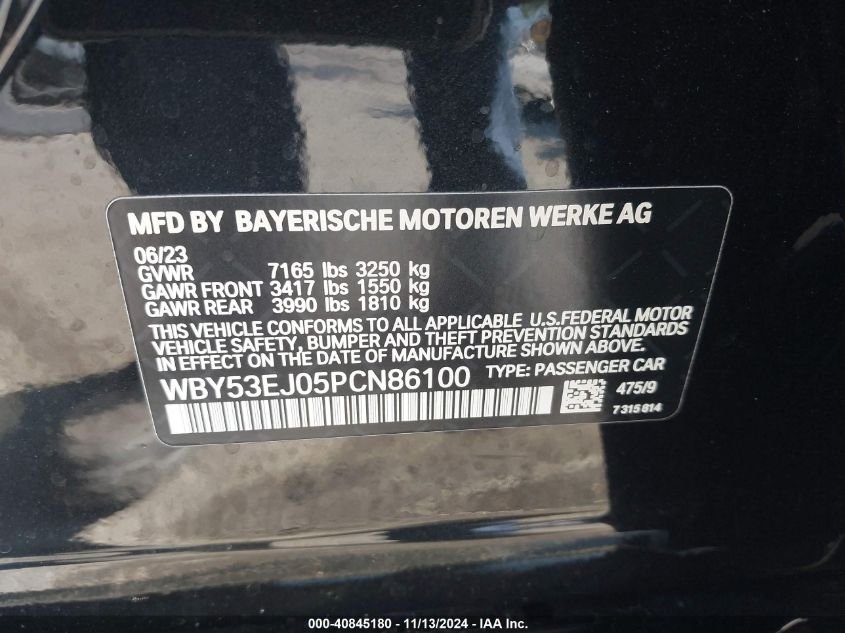 MFD BY BAYERISCHE MOTOREN WERKE AG
06/23
GVWR 7165 lbs 3250 kg
GAWR FRONT 3417 lbs 1550 kg
GAWR REAR 3990 lbs 1810 kg
THIS VEHICLE CONFORMS TO ALL APPLICABLE U.S.FEDERAL MOTOR
VEHICLE SAFETY, BUMPER AND THEFT PREVENTION STANDARDS
IN EFFECT ON THE DATE OF MANUFACTURE SHOWN ABOVE.
WBY53EJ05PCN86100 TYPE: PASSENGER CAR
475/9
7315814
000-40845180 - 11/13/2024 - IAA Inc.